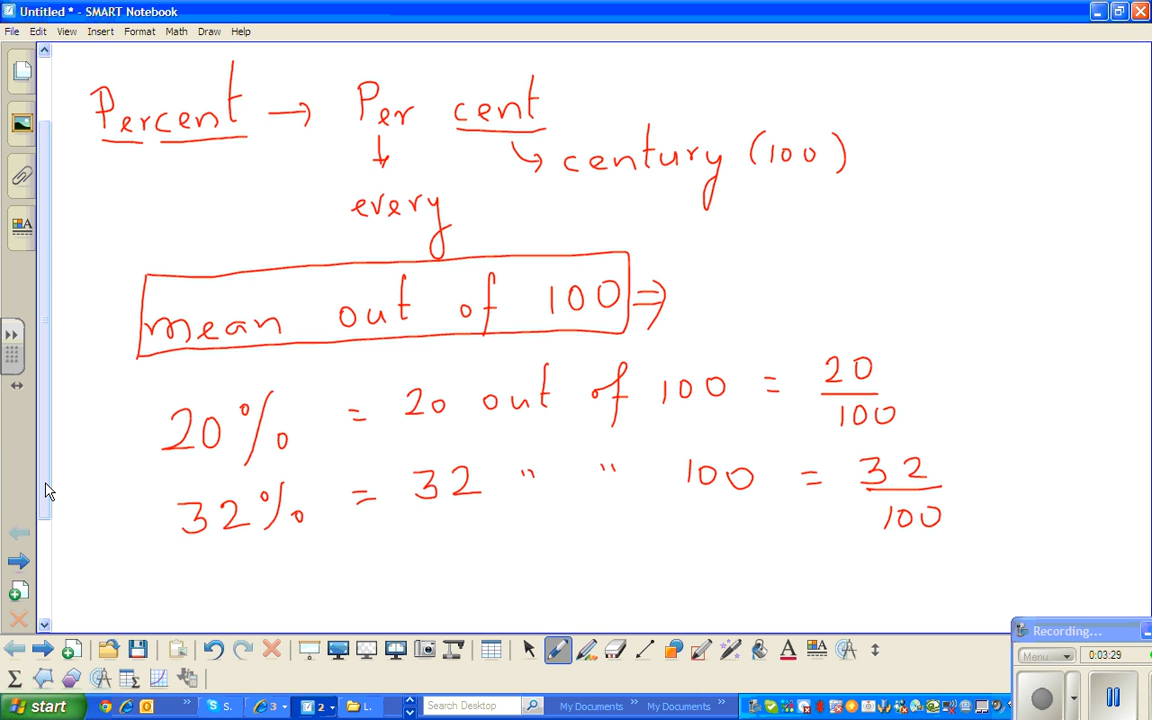 Untitled * - SMART Notebook
File Edit View Insert Format Math Draw Help
Percent → Per cent
↓ ↳ century (100)
every
mean out of 100 ⇒
20% = 20 out of 100 = 20/100
32% = 32 " " 100 = 32/100
Recording...
Menu 0:03:29
start S. 3 2 L. Search Desktop My Documents My Documents